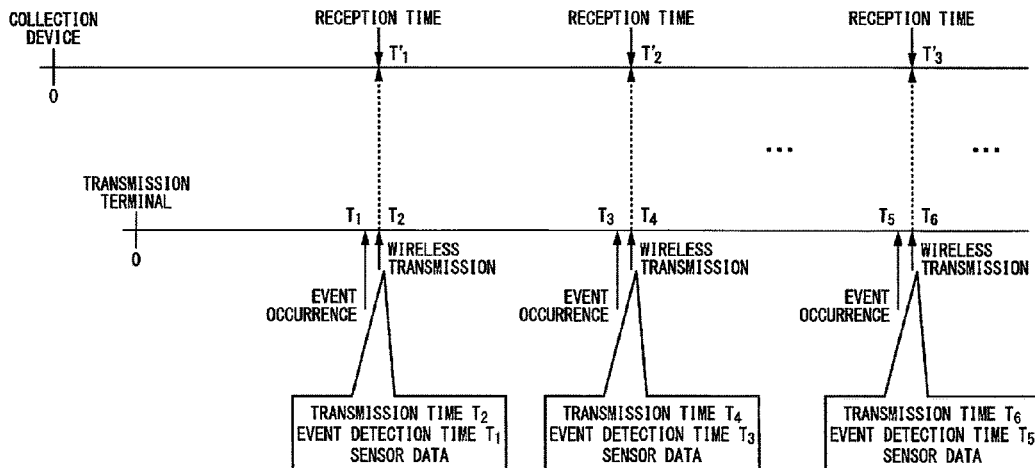 COLLECTION
DEVICE
RECEPTION TIME
RECEPTION TIME
RECEPTION TIME
T'1
T'2
T'3
0
...
...
TRANSMISSION
TERMINAL
T1
T2
T3
T4
T5
T6
0
WIRELESS
TRANSMISSION
WIRELESS
TRANSMISSION
WIRELESS
TRANSMISSION
EVENT
OCCURRENCE
EVENT
OCCURRENCE
EVENT
OCCURRENCE
TRANSMISSION TIME T2
EVENT DETECTION TIME T1
SENSOR DATA
TRANSMISSION TIME T4
EVENT DETECTION TIME T3
SENSOR DATA
TRANSMISSION TIME T6
EVENT DETECTION TIME T5
SENSOR DATA